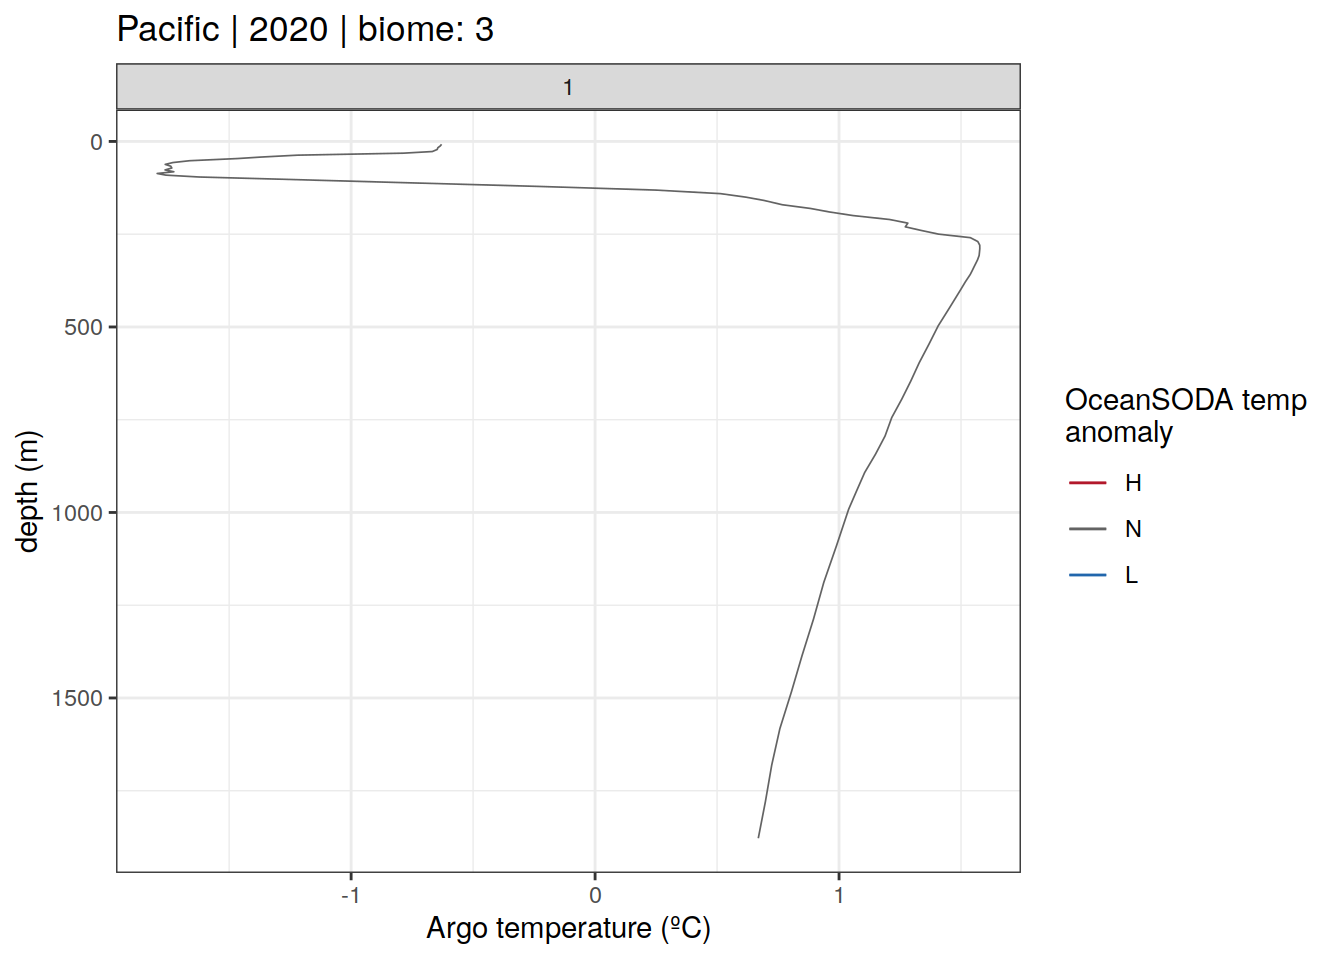 Pacific | 2020 | biome: 3
1
0
500
1000
1500
depth (m)
-1
0
1
Argo temperature (ºC)
OceanSODA temp
anomaly
H
N
L